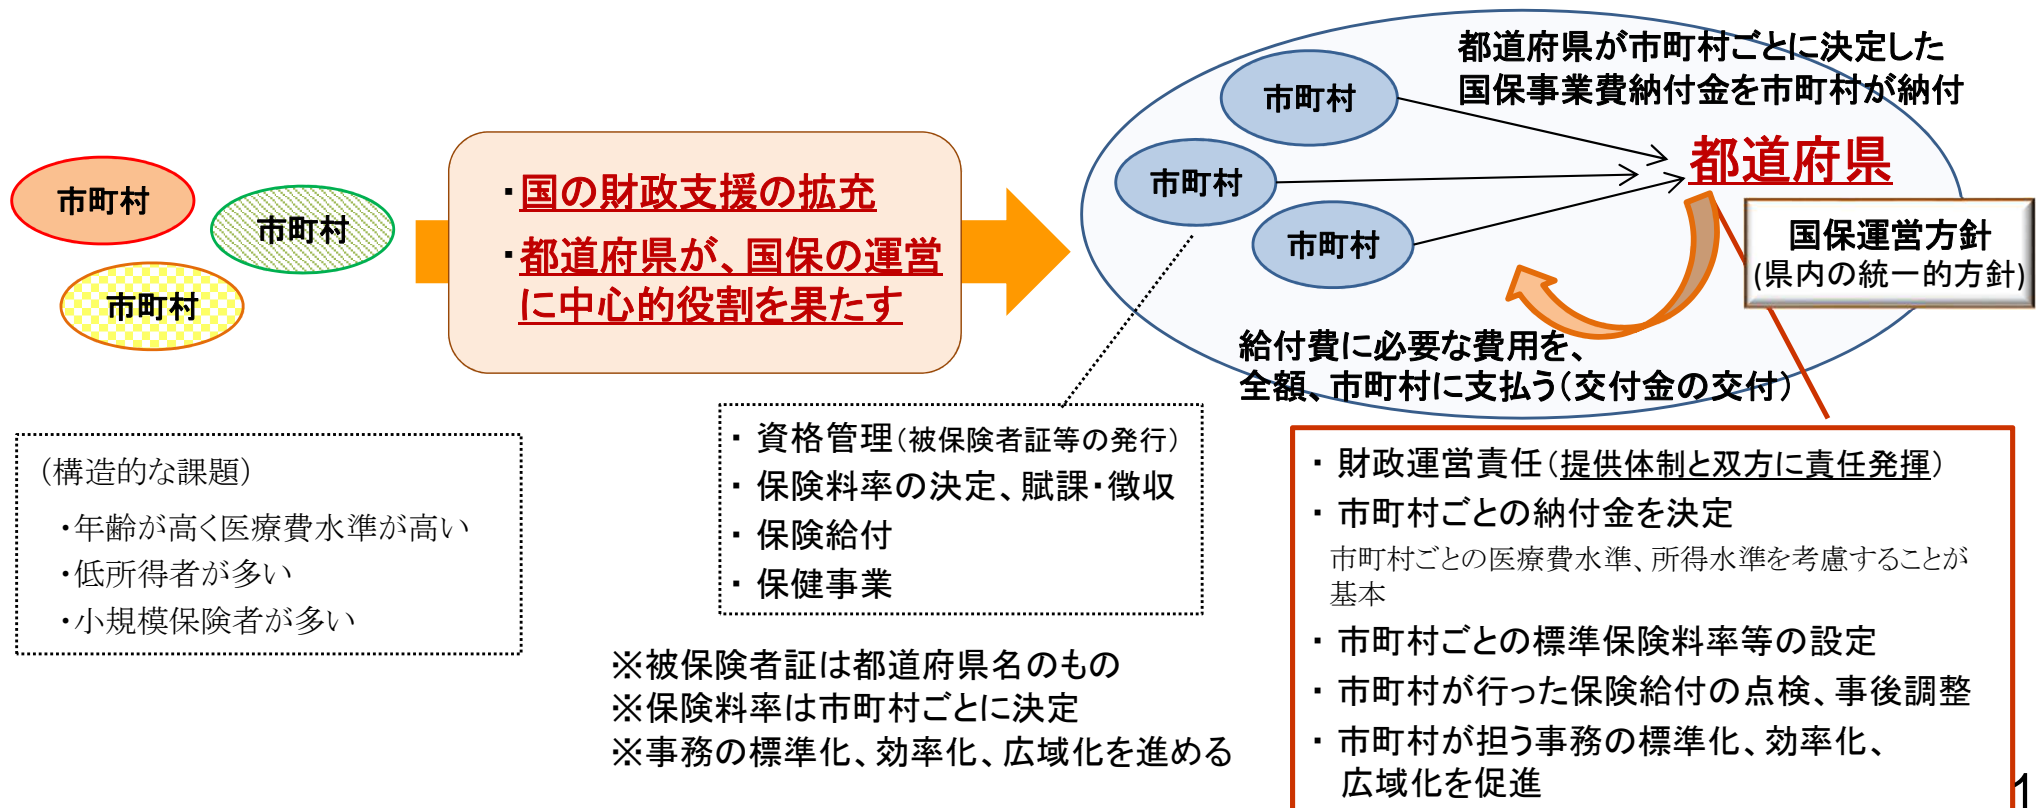 市町村
市町村
市町村
・国の財政支援の拡充
・都道府県が、国保の運営
に中心的役割を果たす
都道府県が市町村ごとに決定した
国保事業費納付金を市町村が納付
市町村
市町村
市町村
都道府県
国保運営方針
(県内の統一的方針)
給付費に必要な費用を、
全額、市町村に支払う(交付金の交付)
(構造的な課題)
・年齢が高く医療費水準が高い
・低所得者が多い
・小規模保険者が多い
・ 資格管理(被保険者証等の発行)
・ 保険料率の決定、賦課・徴収
・ 保険給付
・ 保健事業
※被保険者証は都道府県名のもの
※保険料率は市町村ごとに決定
※事務の標準化、効率化、広域化を進める
・ 財政運営責任(提供体制と双方に責任発揮)
・ 市町村ごとの納付金を決定
市町村ごとの医療費水準、所得水準を考慮することが
基本
・ 市町村ごとの標準保険料率等の設定
・ 市町村が行った保険給付の点検、事後調整
・ 市町村が担う事務の標準化、効率化、
広域化を促進
1